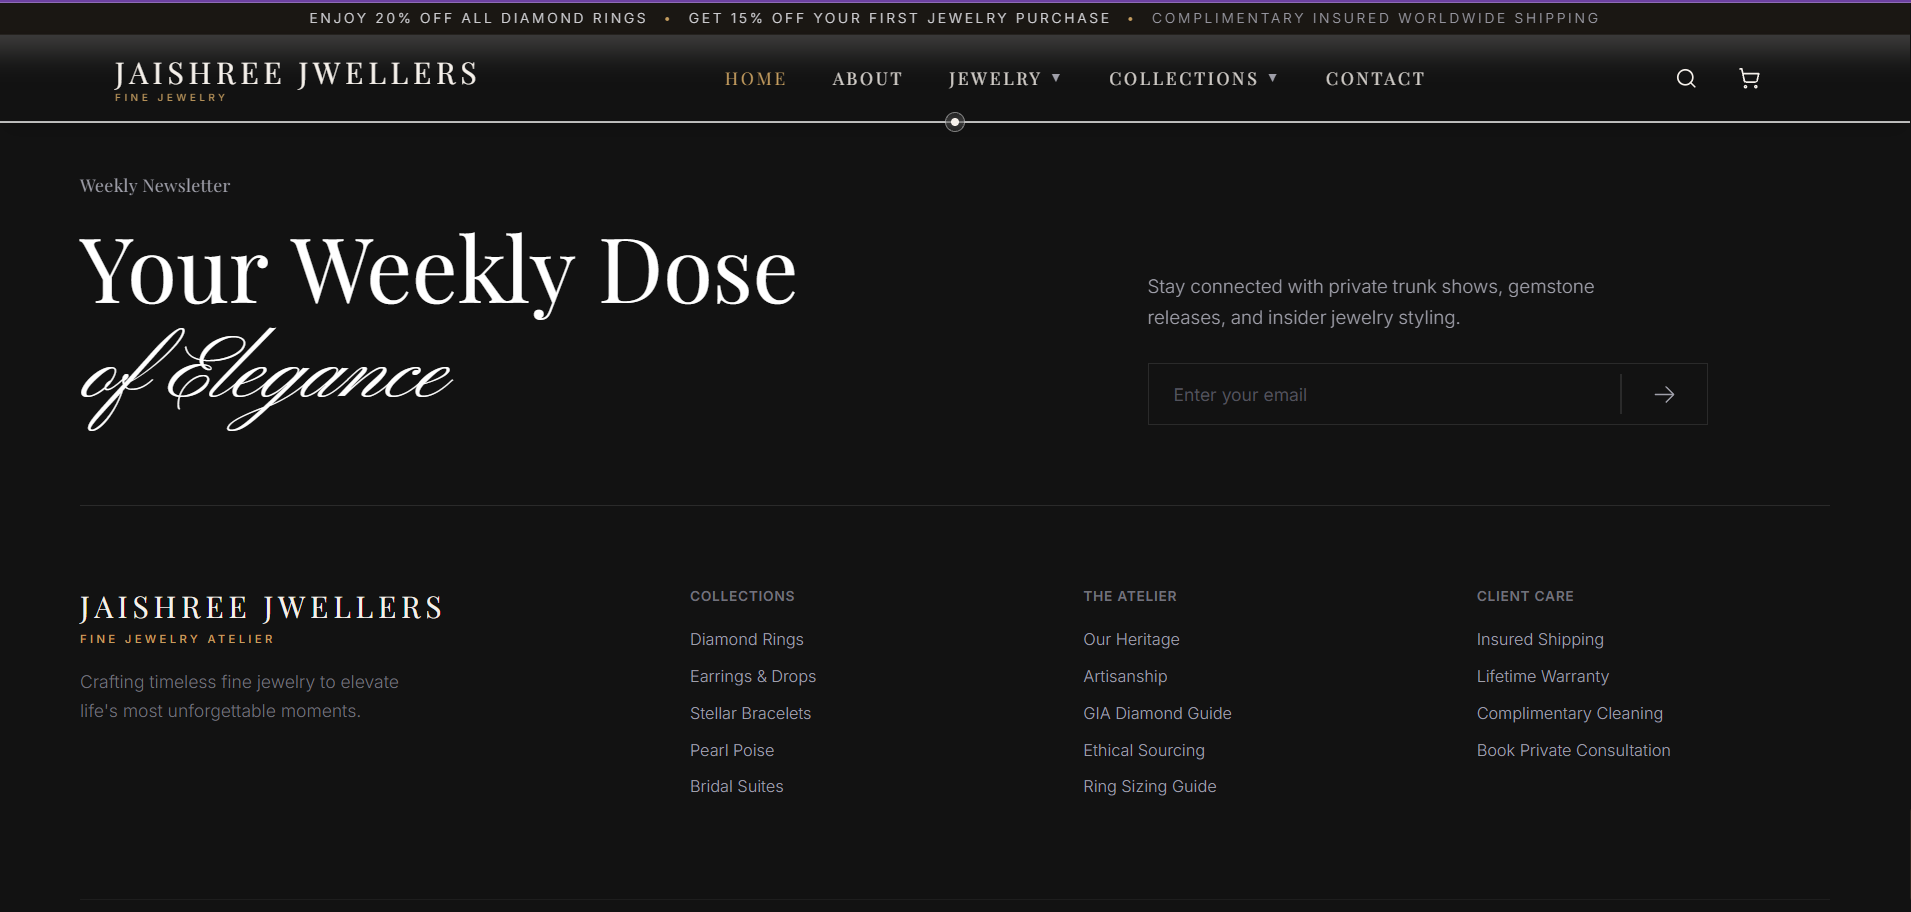 ENJOY 20% OFF ALL DIAMOND RINGS • GET 15% OFF YOUR FIRST JEWELRY PURCHASE • COMPLIMENTARY INSURED WORLDWIDE SHIPPING
JAISHREE JWELLERS
FINE JEWELRY
HOME ABOUT JEWELRY ▼ COLLECTIONS ▼ CONTACT
Weekly Newsletter
Your Weekly Dose
of Elegance
Stay connected with private trunk shows, gemstone
releases, and insider jewelry styling.
Enter your email
JAISHREE JWELLERS
FINE JEWELRY ATELIER
Crafting timeless fine jewelry to elevate
life's most unforgettable moments.
COLLECTIONS
Diamond Rings
Earrings & Drops
Stellar Bracelets
Pearl Poise
Bridal Suites
THE ATELIER
Our Heritage
Artisanship
GIA Diamond Guide
Ethical Sourcing
Ring Sizing Guide
CLIENT CARE
Insured Shipping
Lifetime Warranty
Complimentary Cleaning
Book Private Consultation